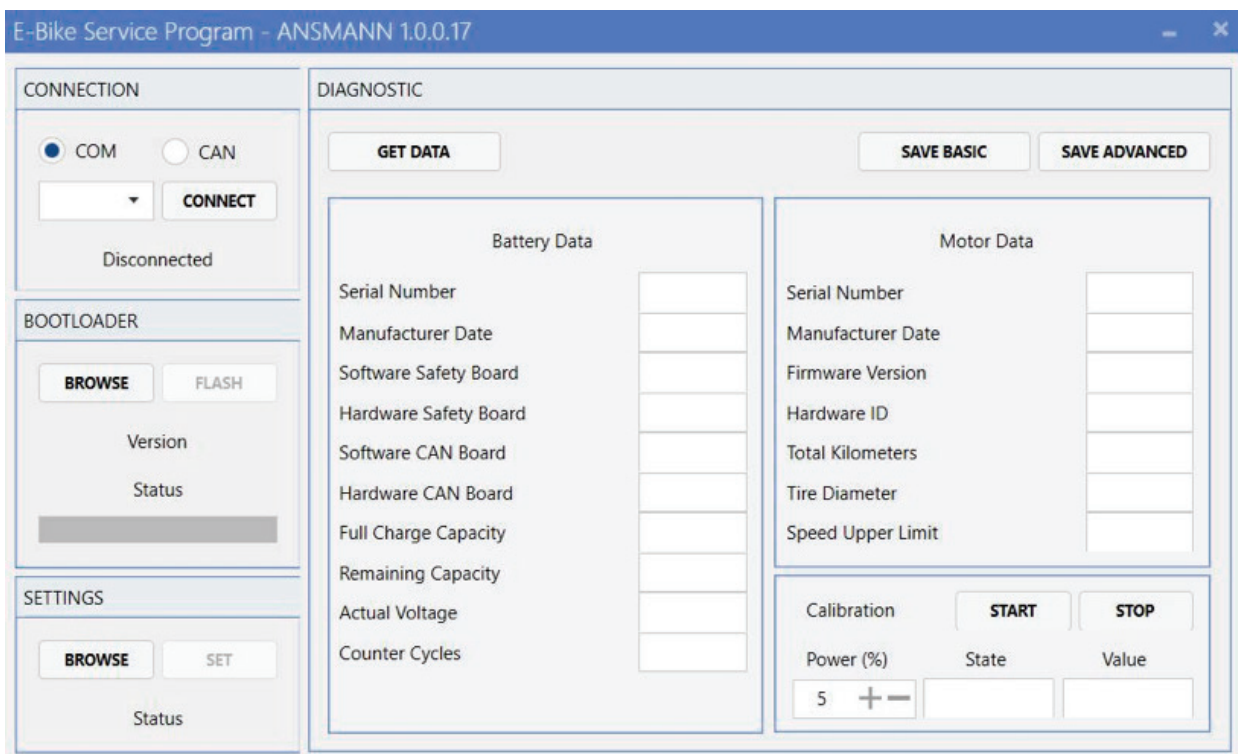 E-Bike Service Program - ANSMANN 1.0.0.17
CONNECTION
COM CAN
CONNECT
Disconnected
BOOTLOADER
BROWSE FLASH
Version
Status
SETTINGS
BROWSE SET
Status
DIAGNOSTIC
GET DATA SAVE BASIC SAVE ADVANCED
Battery Data
Serial Number
Manufacturer Date
Software Safety Board
Hardware Safety Board
Software CAN Board
Hardware CAN Board
Full Charge Capacity
Remaining Capacity
Actual Voltage
Counter Cycles
Motor Data
Serial Number
Manufacturer Date
Firmware Version
Hardware ID
Total Kilometers
Tire Diameter
Speed Upper Limit
Calibration START STOP
Power (%) State Value
5